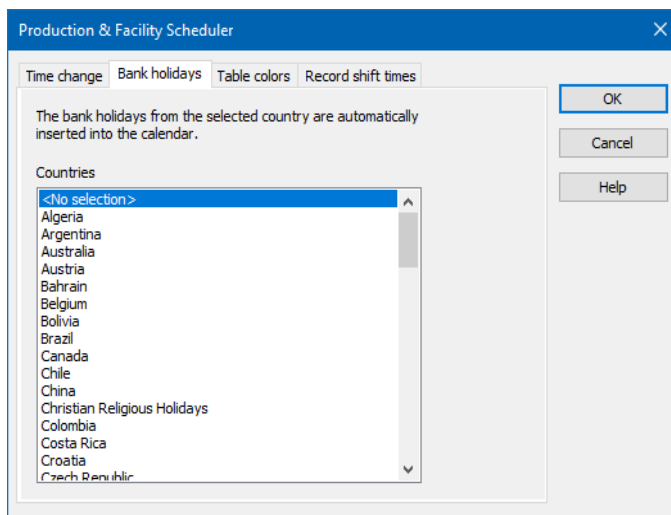 Production & Facility Scheduler
Time change
Bank holidays
Table colors
Record shift times
The bank holidays from the selected country are automatically
inserted into the calendar.
Countries
<No selection>
Algeria
Argentina
Australia
Austria
Bahrain
Belgium
Bolivia
Brazil
Canada
Chile
China
Christian Religious Holidays
Colombia
Costa Rica
Croatia
Czech Republic
OK
Cancel
Help